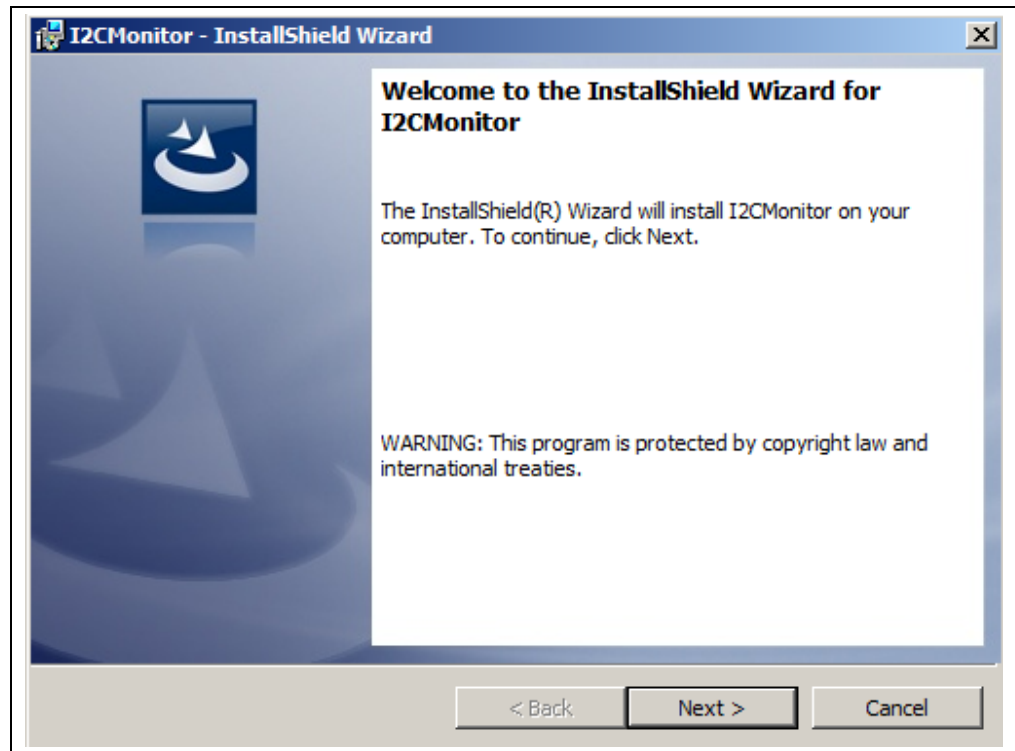 I2CMonitor - InstallShield Wizard
Welcome to the InstallShield Wizard for
I2CMonitor
The InstallShield(R) Wizard will install I2CMonitor on your
computer. To continue, click Next.
WARNING: This program is protected by copyright law and
international treaties.
< Back
Next >
Cancel